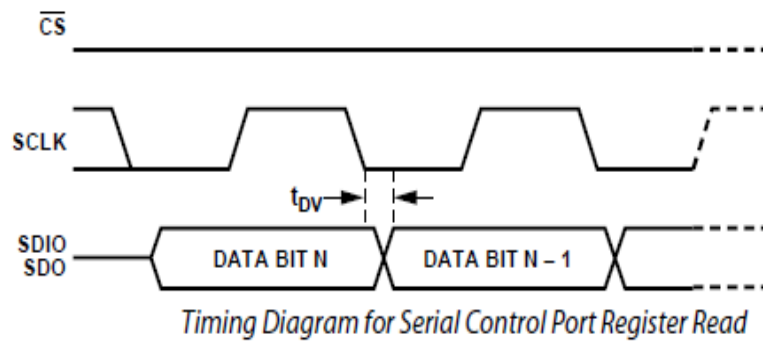 CS
SCLK
tDV
SDIO
SDO
DATA BIT N
DATA BIT N – 1
Timing Diagram for Serial Control Port Register Read